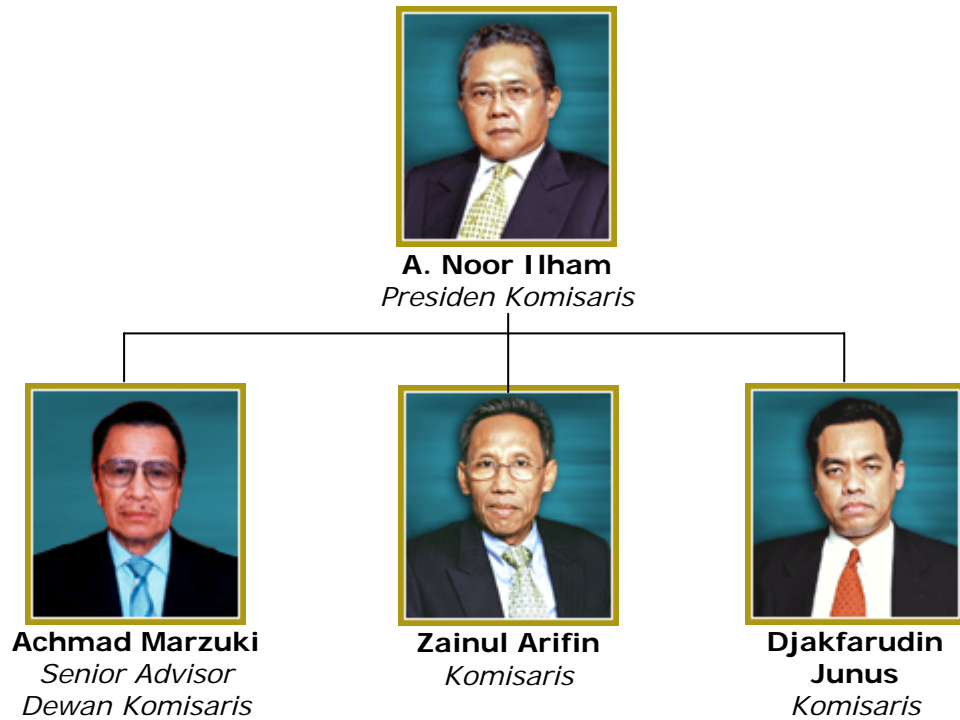 A. Noor Ilham
Presiden Komisaris
Achmad Marzuki
Senior Advisor
Dewan Komisaris
Zainul Arifin
Komisaris
Djakfarudin
Junus
Komisaris